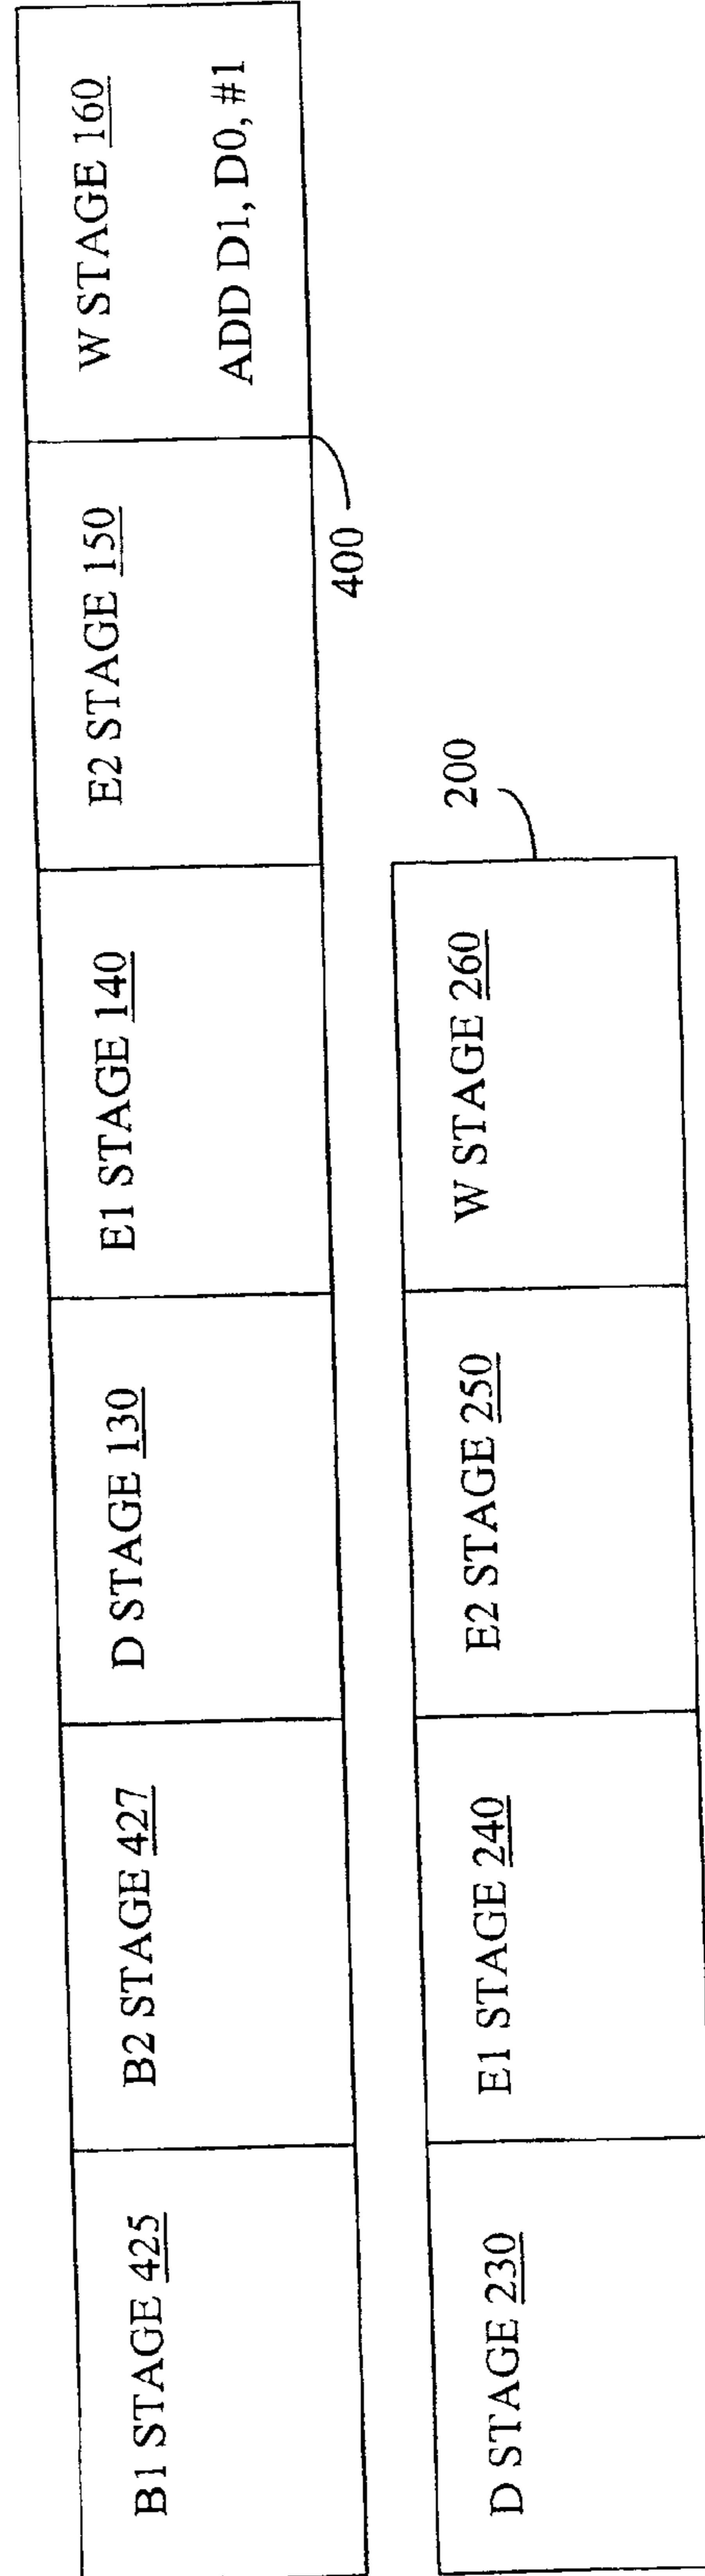 B1 STAGE 425
B2 STAGE 427
D STAGE 130
E1 STAGE 140
E2 STAGE 150
W STAGE 160
ADD D1, D0, #1
400
D STAGE 230
E1 STAGE 240
E2 STAGE 250
W STAGE 260
200